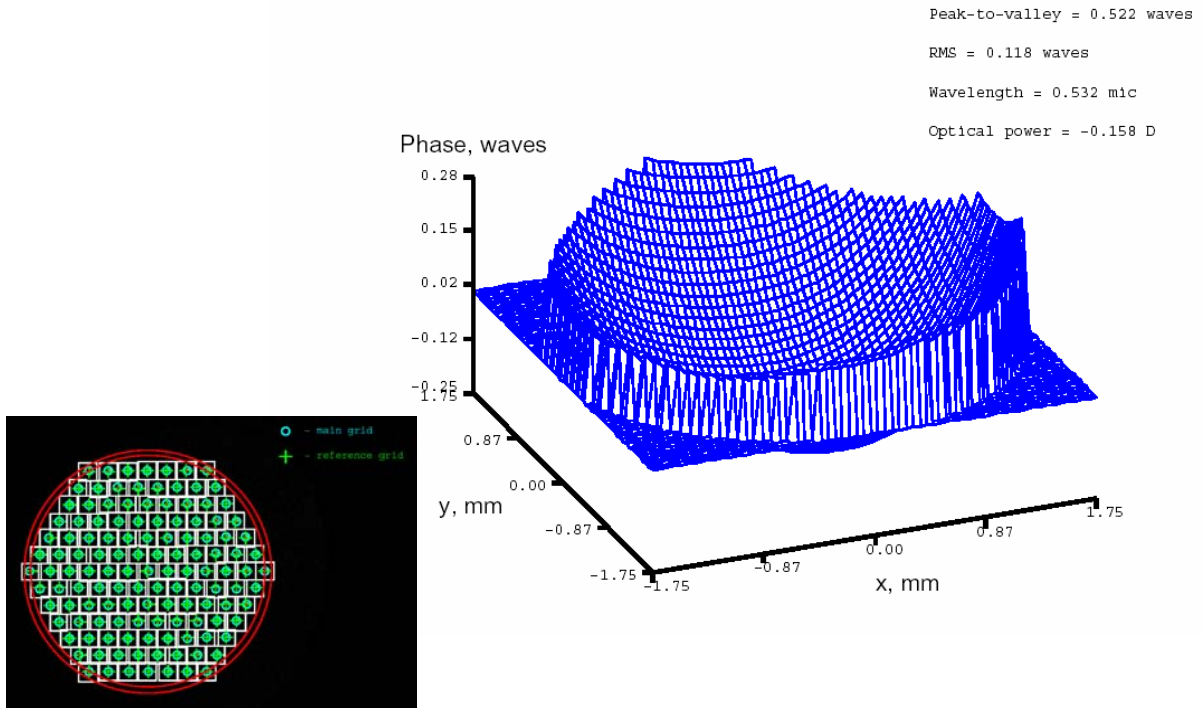 Peak-to-valley = 0.522 waves
RMS = 0.118 waves
Wavelength = 0.532 mic
Optical power = -0.158 D
Phase, waves
0.28
0.15
0.02
-0.12
-0.25
1.75
0.87
0.00
-0.87
-1.75
y, mm
-1.75
-0.87
0.00
0.87
1.75
x, mm
- main grid
- reference grid